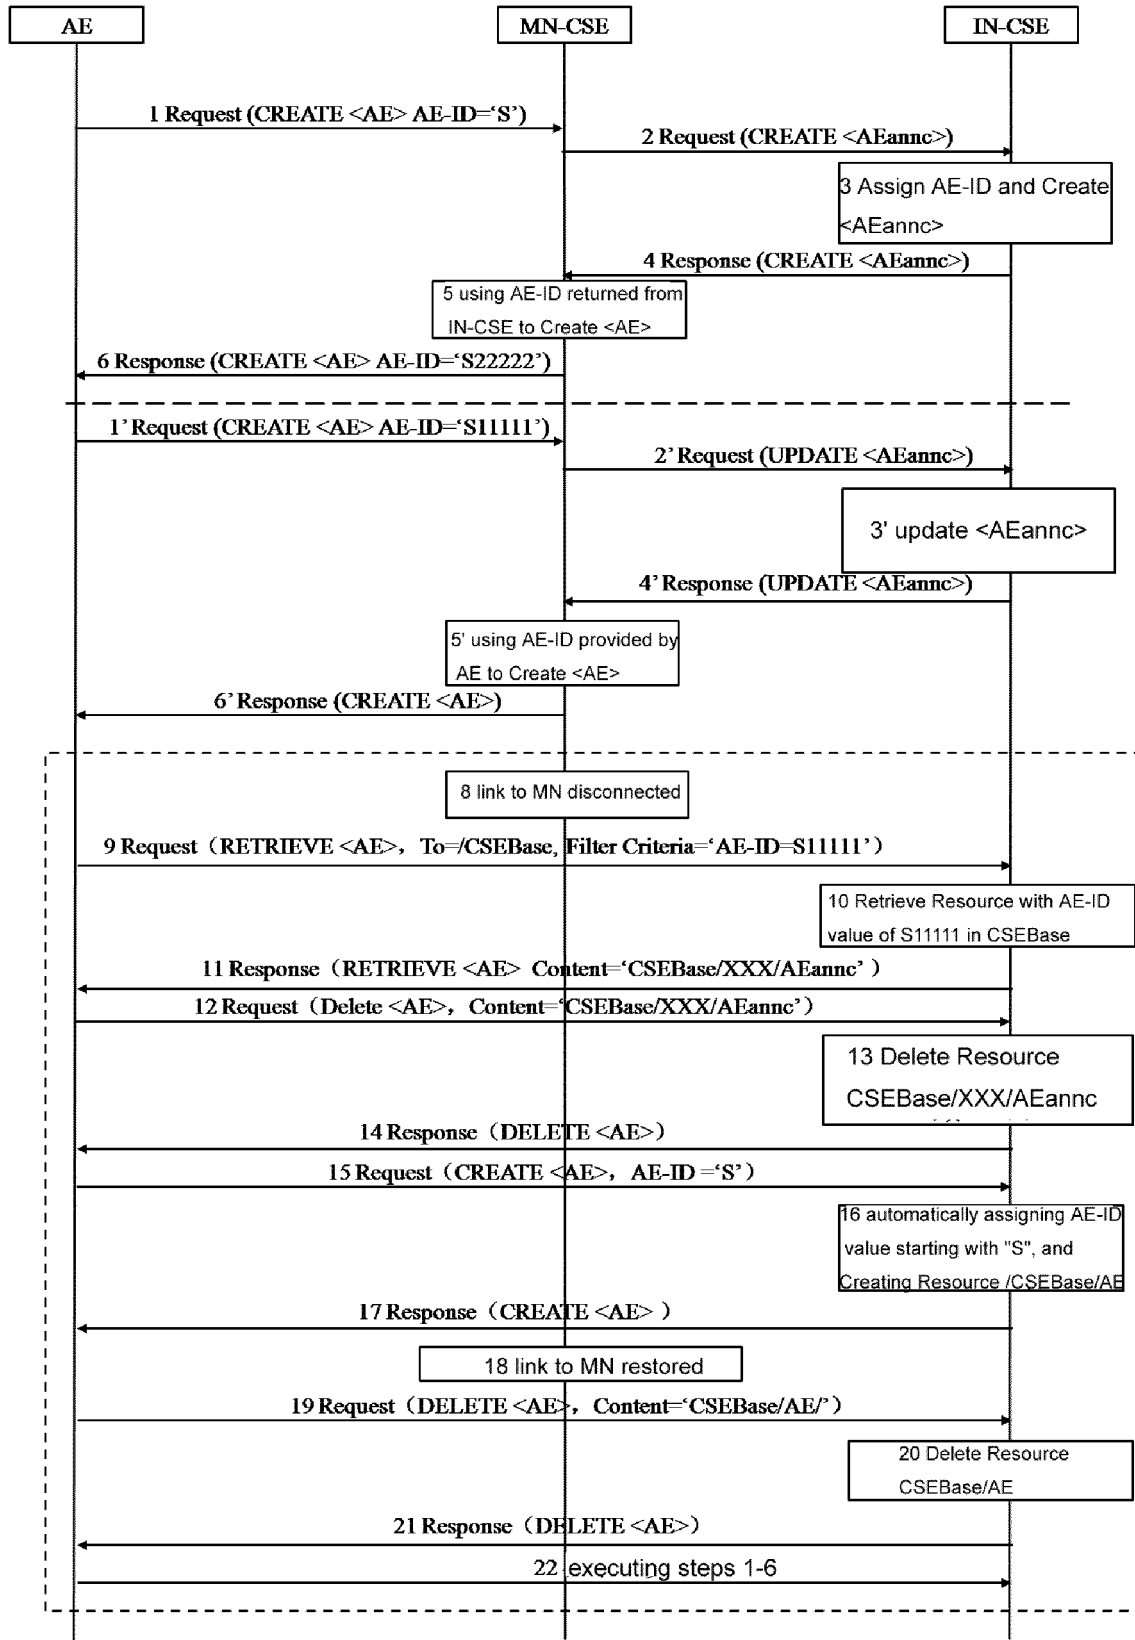 AE
MN-CSE
IN-CSE
1 Request (CREATE <AE> AE-ID=‘S’)
2 Request (CREATE <AEannc>)
3 Assign AE-ID and Create
<AEannc>
4 Response (CREATE <AEannc>)
5 using AE-ID returned from
IN-CSE to Create <AE>
6 Response (CREATE <AE> AE-ID=‘S22222’)
1’ Request (CREATE <AE> AE-ID=‘S11111’)
2’ Request (UPDATE <AEannc>)
3' update <AEannc>
4’ Response (UPDATE <AEannc>)
5' using AE-ID provided by
AE to Create <AE>
6’ Response (CREATE <AE>)
8 link to MN disconnected
9 Request（RETRIEVE <AE>，To=/CSEBase, Filter Criteria=‘AE-ID=S11111’）
10 Retrieve Resource with AE-ID
value of S11111 in CSEBase
11 Response（RETRIEVE <AE> Content=‘CSEBase/XXX/AEannc’）
12 Request（Delete <AE>，Content=‘CSEBase/XXX/AEannc’）
13 Delete Resource
CSEBase/XXX/AEannc
14 Response（DELETE <AE>）
15 Request（CREATE <AE>，AE-ID =‘S’）
16 automatically assigning AE-ID
value starting with "S", and
Creating Resource /CSEBase/AE
17 Response（CREATE <AE> ）
18 link to MN restored
19 Request（DELETE <AE>，Content=‘CSEBase/AE/’）
20 Delete Resource
CSEBase/AE
21 Response（DELETE <AE>）
22 executing steps 1-6